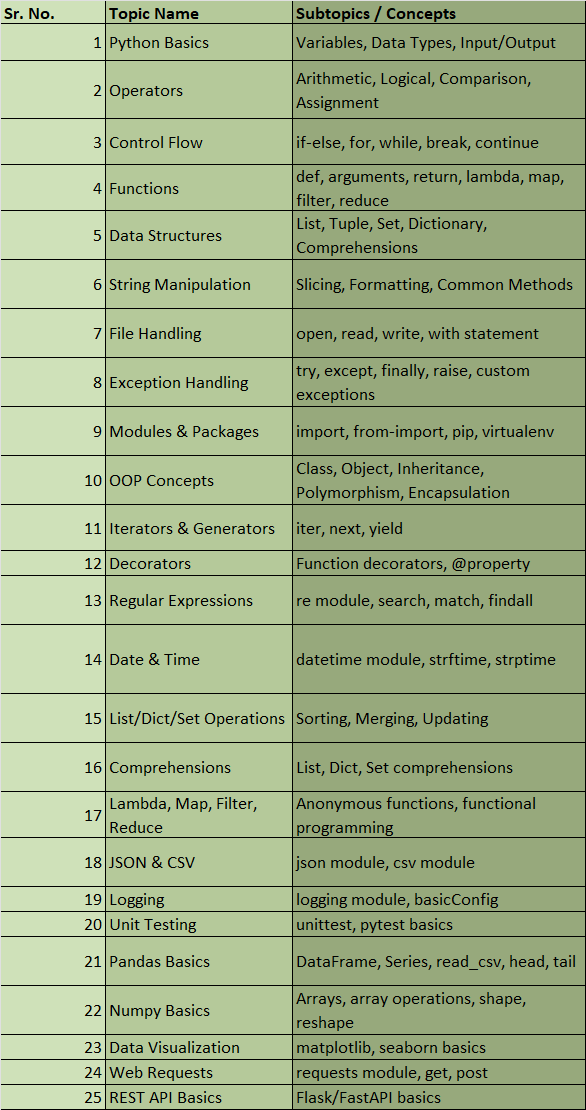 Sr. No. Topic Name Subtopics / Concepts
1 Python Basics Variables, Data Types, Input/Output
2 Operators Arithmetic, Logical, Comparison,
Assignment
3 Control Flow if-else, for, while, break, continue
4 Functions def, arguments, return, lambda, map,
filter, reduce
5 Data Structures List, Tuple, Set, Dictionary,
Comprehensions
6 String Manipulation Slicing, Formatting, Common Methods
7 File Handling open, read, write, with statement
8 Exception Handling try, except, finally, raise, custom
exceptions
9 Modules & Packages import, from-import, pip, virtualenv
10 OOP Concepts Class, Object, Inheritance,
Polymorphism, Encapsulation
11 Iterators & Generators iter, next, yield
12 Decorators Function decorators, @property
13 Regular Expressions re module, search, match, findall
14 Date & Time datetime module, strftime, strptime
15 List/Dict/Set Operations Sorting, Merging, Updating
16 Comprehensions List, Dict, Set comprehensions
17 Lambda, Map, Filter, Anonymous functions, functional
Reduce programming
18 JSON & CSV json module, csv module
19 Logging logging module, basicConfig
20 Unit Testing unittest, pytest basics
21 Pandas Basics DataFrame, Series, read_csv, head, tail
22 Numpy Basics Arrays, array operations, shape,
reshape
23 Data Visualization matplotlib, seaborn basics
24 Web Requests requests module, get, post
25 REST API Basics Flask/FastAPI basics